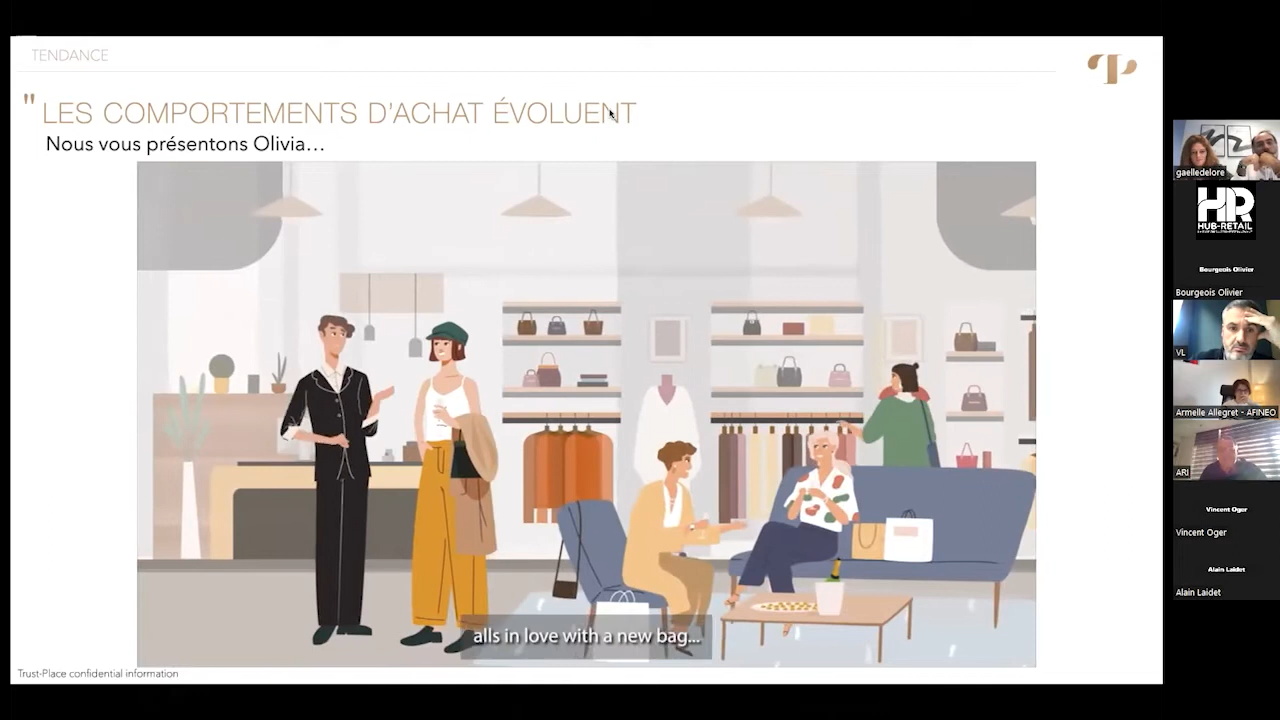 TENDANCE
" LES COMPORTEMENTS D'ACHAT ÉVOLUENT
Nous vous présentons Olivia...
alls in love with a new bag...
Trust-Place confidential information
gaelledelore
HR
HUB-RETAIL
Bourgeois Olivier
Bourgeois Olivier
VL
Armelle Allegret - AFINEO
ARI
Vincent Oger
Vincent Oger
Alain Laidet
Alain Laidet